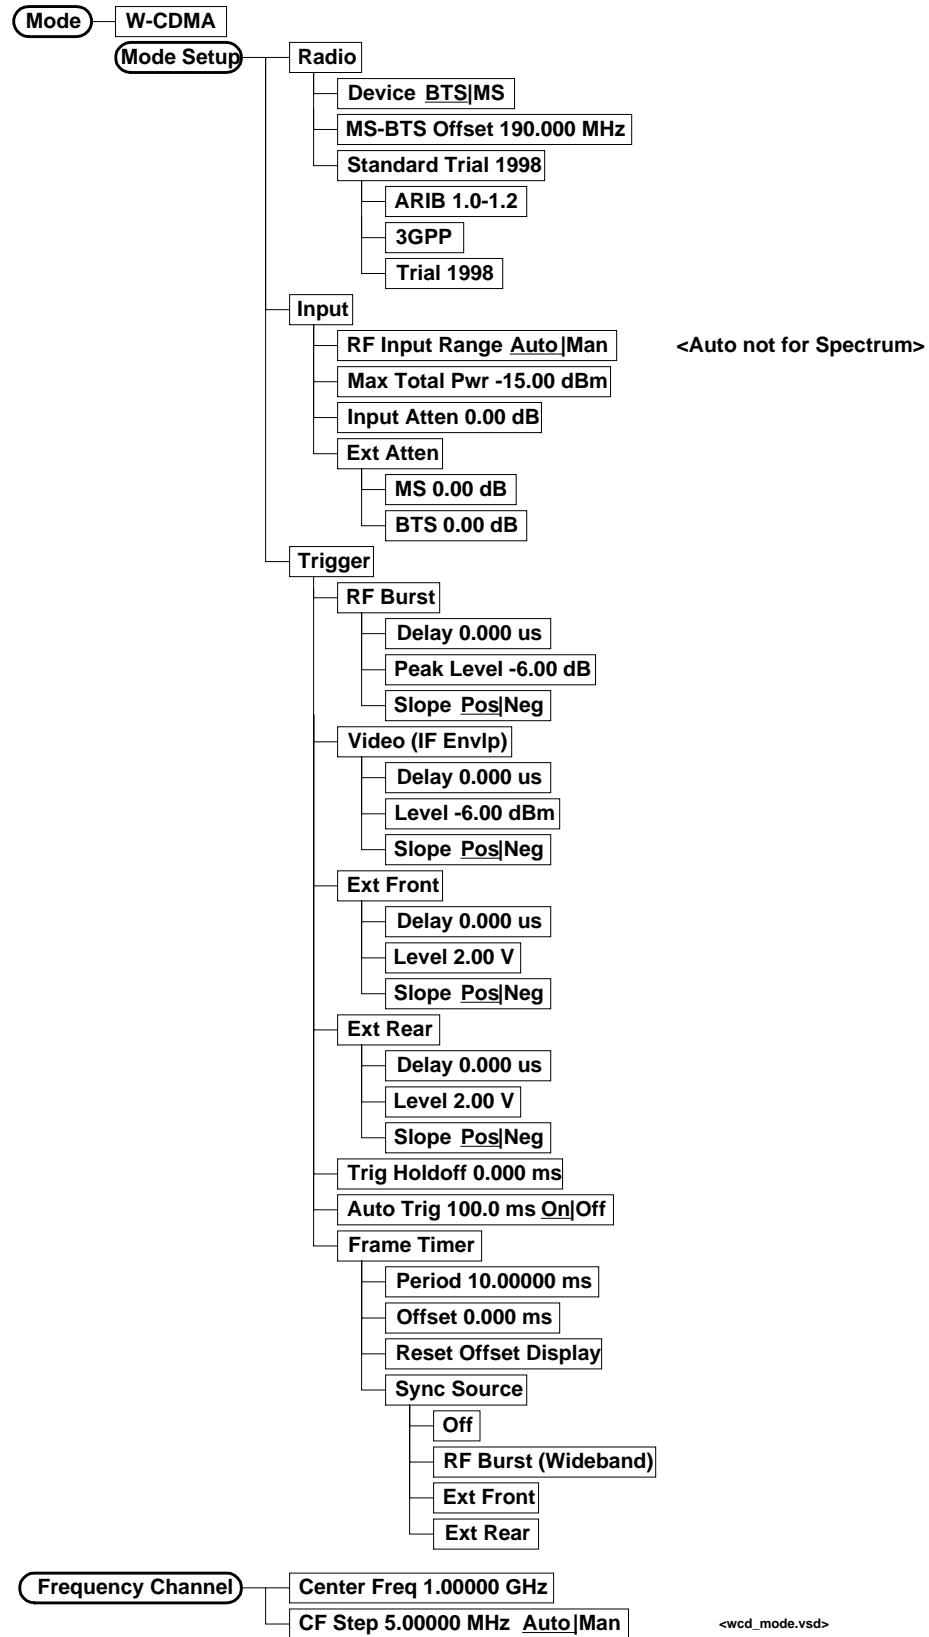 Mode
W-CDMA
Mode Setup
Radio
Device BTS|MS
MS-BTS Offset 190.000 MHz
Standard Trial 1998
ARIB 1.0-1.2
3GPP
Trial 1998
Input
RF Input Range Auto|Man <Auto not for Spectrum>
Max Total Pwr -15.00 dBm
Input Atten 0.00 dB
Ext Atten
MS 0.00 dB
BTS 0.00 dB
Trigger
RF Burst
Delay 0.000 us
Peak Level -6.00 dB
Slope Pos|Neg
Video (IF Envlp)
Delay 0.000 us
Level -6.00 dBm
Slope Pos|Neg
Ext Front
Delay 0.000 us
Level 2.00 V
Slope Pos|Neg
Ext Rear
Delay 0.000 us
Level 2.00 V
Slope Pos|Neg
Trig Holdoff 0.000 ms
Auto Trig 100.0 ms On|Off
Frame Timer
Period 10.00000 ms
Offset 0.000 ms
Reset Offset Display
Sync Source
Off
RF Burst (Wideband)
Ext Front
Ext Rear
Frequency Channel
Center Freq 1.00000 GHz
CF Step 5.00000 MHz Auto|Man
<wcd_mode.vsd>